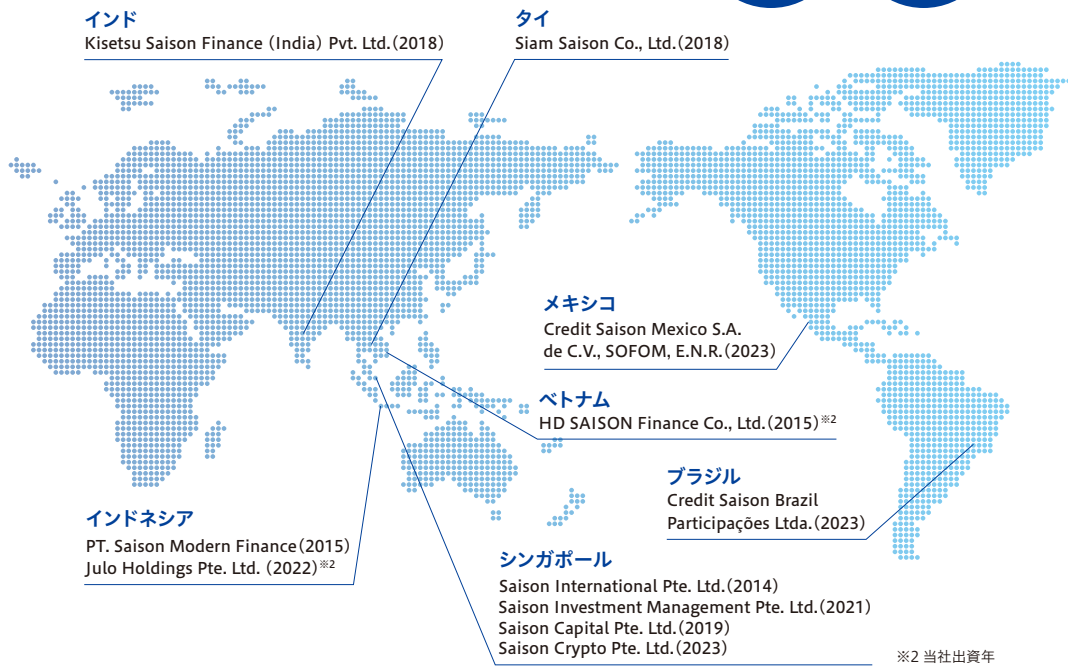 インド
Kisetsu Saison Finance (India) Pvt. Ltd.(2018)
タイ
Siam Saison Co., Ltd.(2018)
メキシコ
Credit Saison Mexico S.A.
de C.V., SOFOM, E.N.R.(2023)
ベトナム
HD SAISON Finance Co., Ltd.(2015)※2
ブラジル
Credit Saison Brazil
Participações Ltda.(2023)
インドネシア
PT. Saison Modern Finance(2015)
Julo Holdings Pte. Ltd. (2022)※2
シンガポール
Saison International Pte. Ltd.(2014)
Saison Investment Management Pte. Ltd.(2021)
Saison Capital Pte. Ltd.(2019)
Saison Crypto Pte. Ltd.(2023)
※2 当社出資年